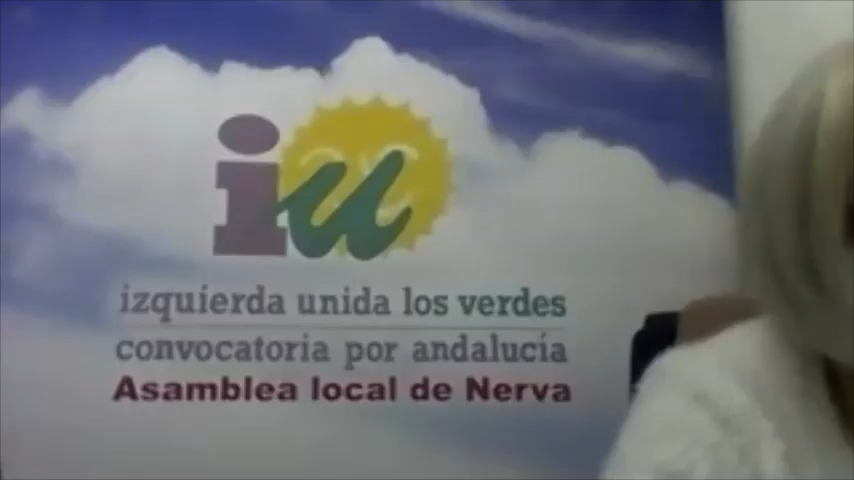 iu
izquierda unida los verdes
convocatoria por andalucía
Asamblea local de Nerva